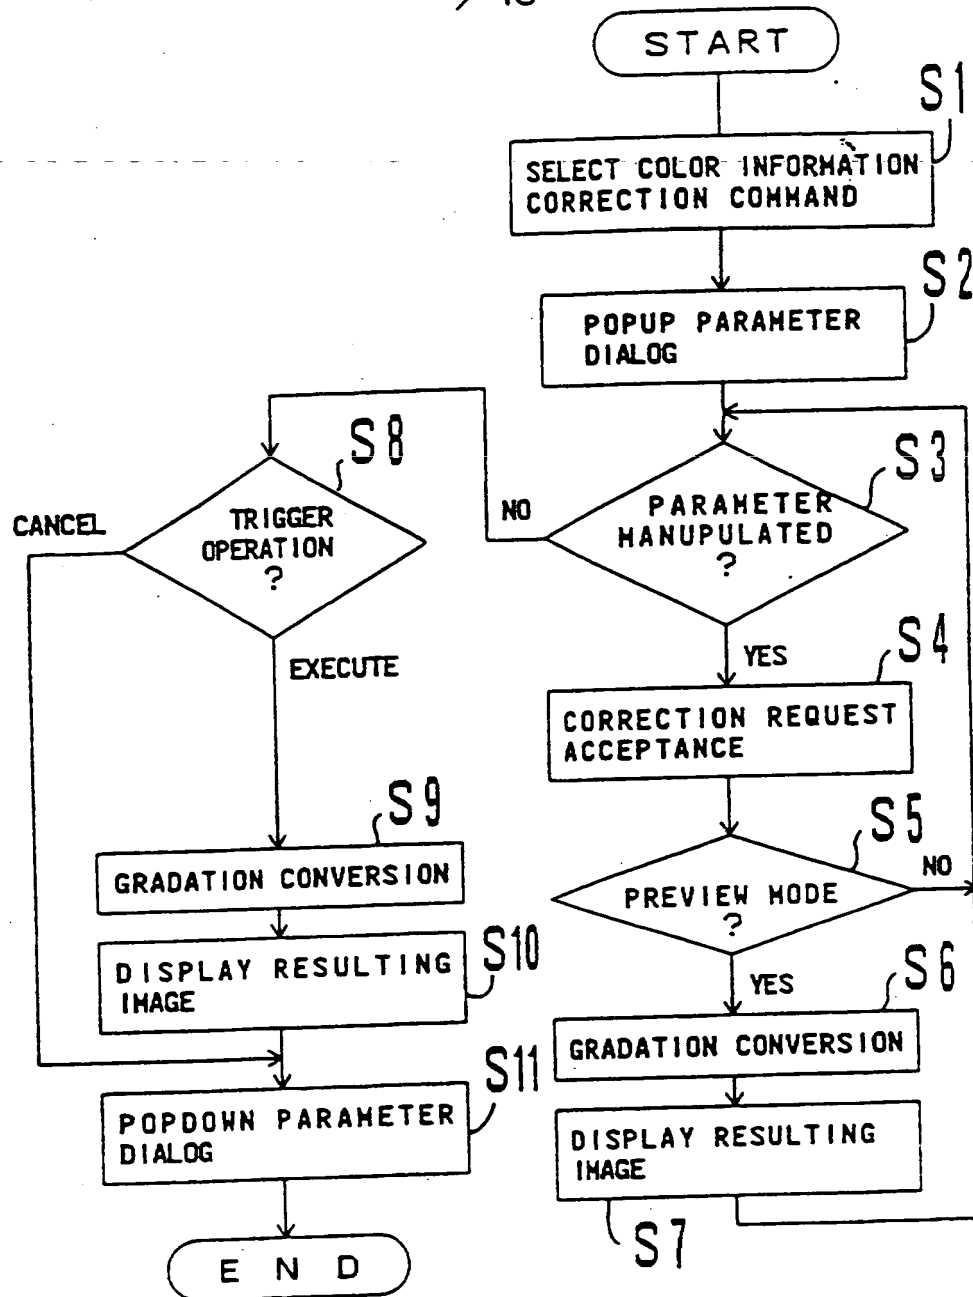 START
S1
SELECT COLOR INFORMATION
CORRECTION COMMAND
S2
POPUP PARAMETER
DIALOG
S3
PARAMETER
MANUPULATED
?
NO
S8
TRIGGER
OPERATION
?
CANCEL
EXECUTE
YES
S4
CORRECTION REQUEST
ACCEPTANCE
S5
PREVIEW MODE
?
NO
YES
S6
GRADATION CONVERSION
DISPLAY RESULTING
IMAGE
S7
S9
GRADATION CONVERSION
S10
DISPLAY RESULTING
IMAGE
S11
POPDOWN PARAMETER
DIALOG
END